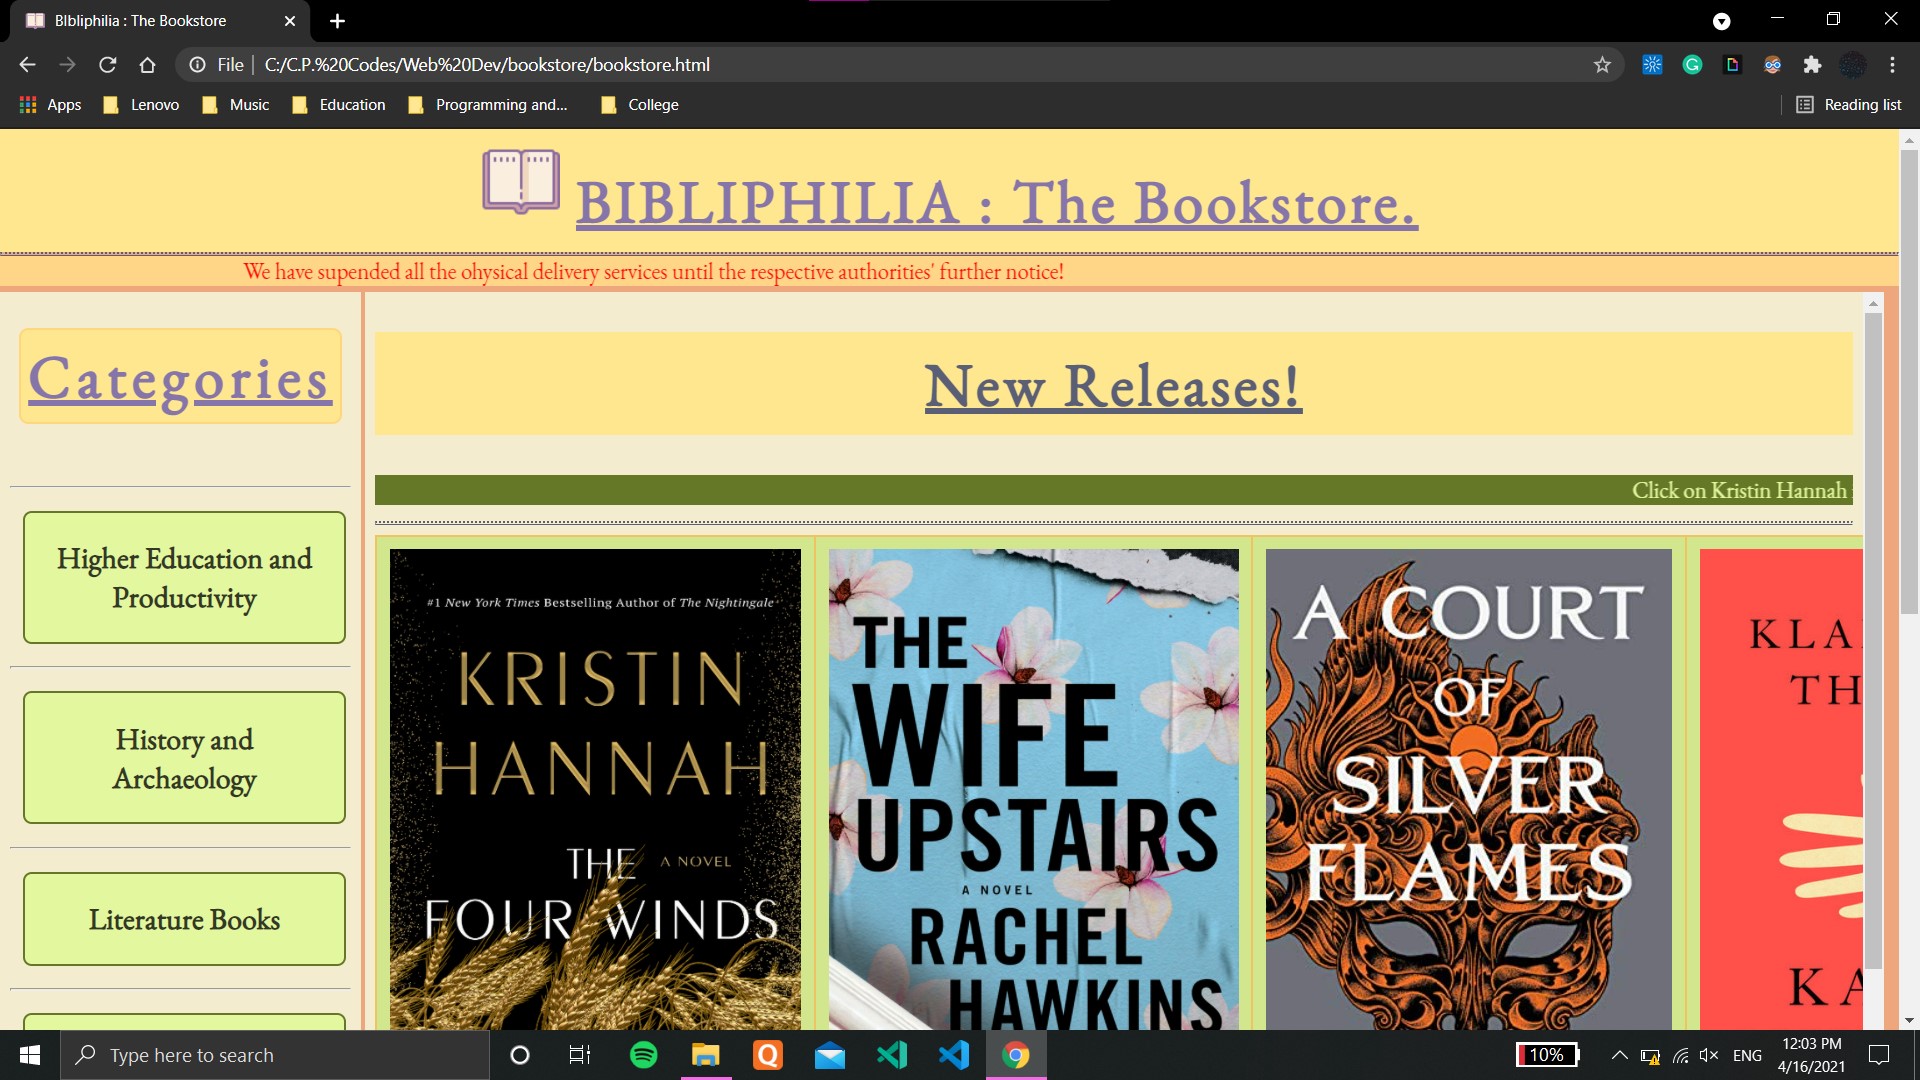 BIbliphilia : The Bookstore
File
C:/C.P.%20Codes/Web%20Dev/bookstore/bookstore.html
Apps
Lenovo
Music
Education
Programming and...
College
Reading list
BIBLIPHILIA : The Bookstore.
We have supended all the ohysical delivery services until the respective authorities' further notice!
Categories
Higher Education and
Productivity
History and
Archaeology
Literature Books
New Releases!
Click on Kristin Hannah
#1 New York Times Bestselling Author of The Nightingale
KRISTIN
HANNAH
THE
A NOVEL
FOUR WINDS
THE
WIFE
UPSTAIRS
A NOVEL
RACHEL
HAWKINS
A COURT
OF
SILVER
FLAMES
KLA
TH
KA
Type here to search
10%
ENG
12:03 PM
4/16/2021